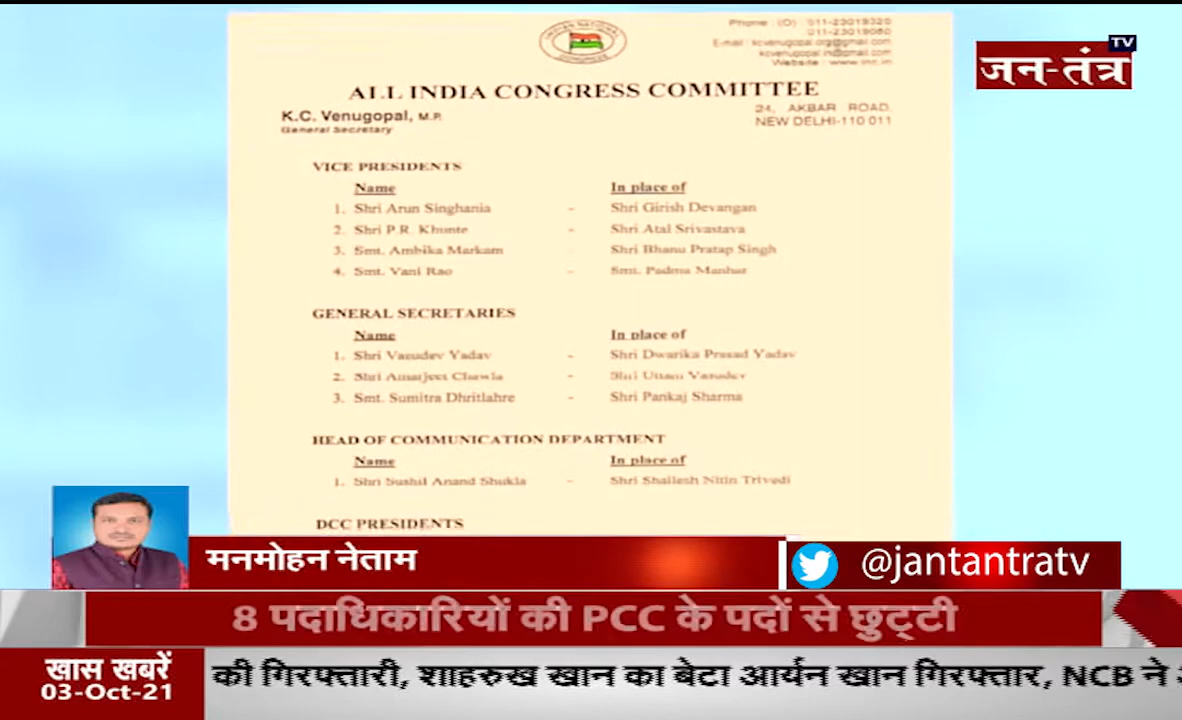 Phone : (O) : 011-23019320
011-23019080
E-mail : kcvenugopal.org@gmail.com
kcvenugopal.in@gmail.com
Website : www.inc.in
INDIAN NATIONAL CONGRESS
जन-तंत्र TV
ALL INDIA CONGRESS COMMITTEE
K.C. Venugopal, M.P.
General Secretary
24, AKBAR ROAD,
NEW DELHI-110 011
VICE PRESIDENTS
Name In place of
1. Shri Arun Singhania - Shri Girish Devangan
2. Shri P.R. Khunte - Shri Atal Srivastava
3. Smt. Ambika Markam Shri Bhanu Pratap Singh
4. Smt. Vani Rao - Smt. Padma Manhar
GENERAL SECRETARIES
Name In place of
1. Shri Vasudev Yadav - Shri Dwarika Prasad Yadav
2. Shri Amarjeet Chawla - Shri Uttam Vasudev
3. Smt. Sumitra Dhritlahre - Shri Pankaj Sharma
HEAD OF COMMUNICATION DEPARTMENT
Name In place of
1. Shri Sushil Anand Shukla - Shri Shailesh Nitin Trivedi
DCC PRESIDENTS
मनमोहन नेताम
@jantantratv
8 पदाधिकारियों की PCC के पदों से छुट्टी
खास खबरें
03-Oct-21
की गिरफ्तारी, शाहरुख खान का बेटा आर्यन खान गिरफ्तार, NCB ने